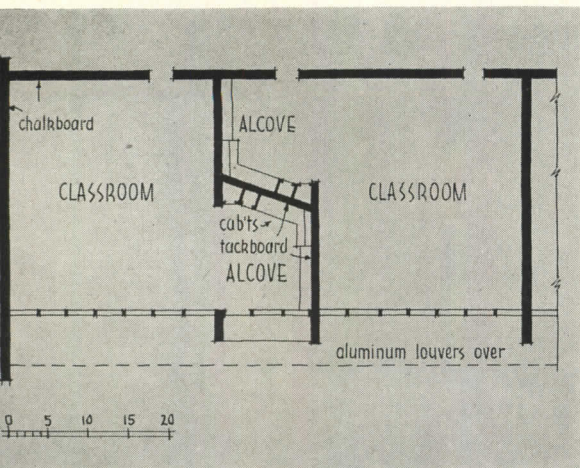 chalkboard
ALCOVE
CLASSROOM
CLASSROOM
cab'ts
tackboard
ALCOVE
aluminum louvers over
0 5 10 15 20